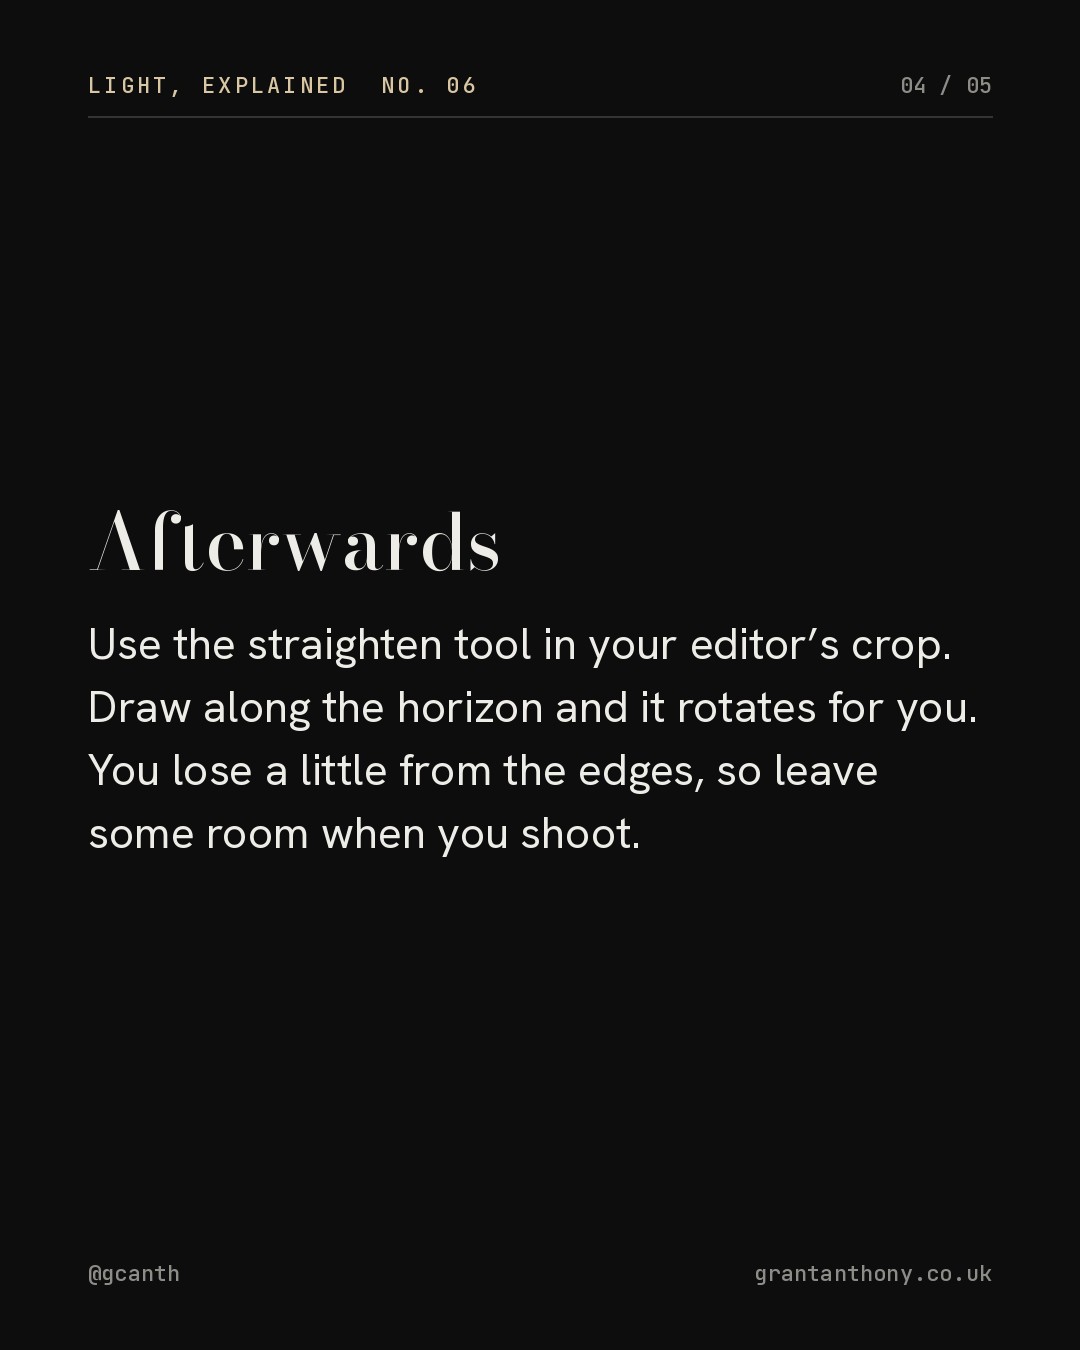 LIGHT, EXPLAINED NO. 06
04 / 05
Afterwards
Use the straighten tool in your editor’s crop.
Draw along the horizon and it rotates for you.
You lose a little from the edges, so leave
some room when you shoot.
@gcanth
grantanthony.co.uk